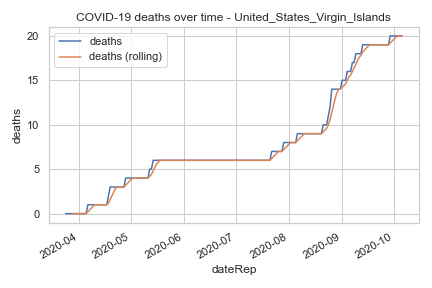 COVID-19 deaths over time - United_States_Virgin_Islands
deaths
deaths (rolling)
deaths
20
15
10
5
0
2020-04
2020-05
2020-06
2020-07
2020-08
2020-09
2020-10
dateRep